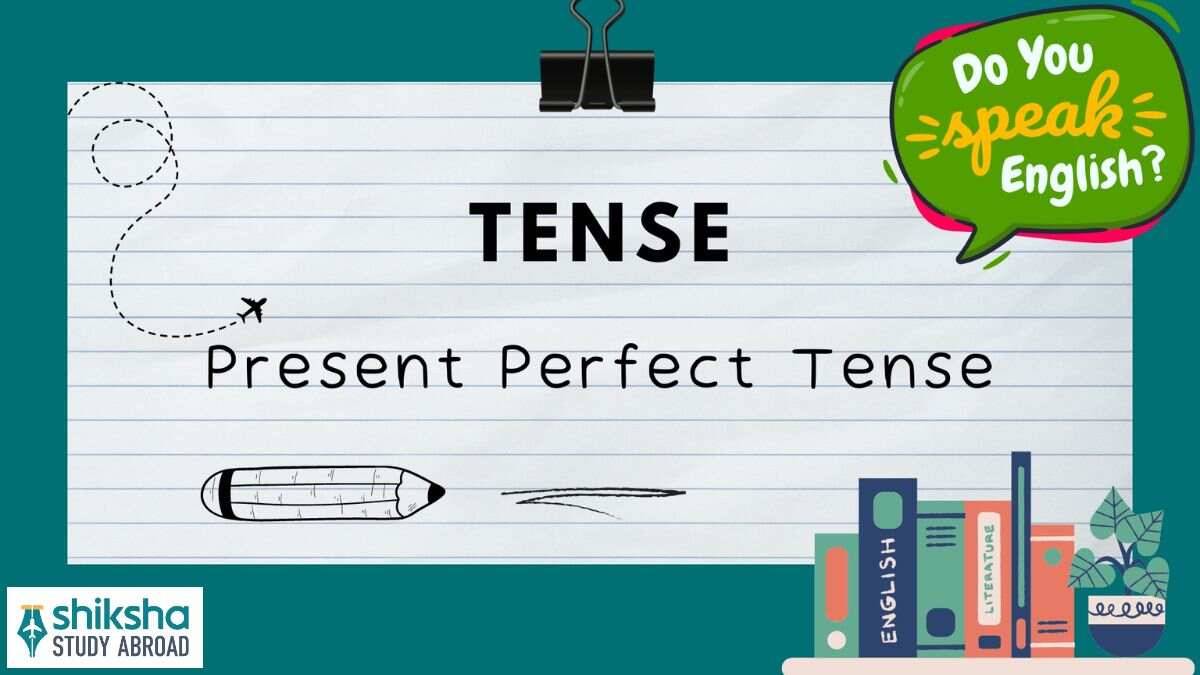 Do You
speak
English?
TENSE
Present Perfect Tense
ENGLISH
LITERATURE
shiksha
STUDY ABROAD